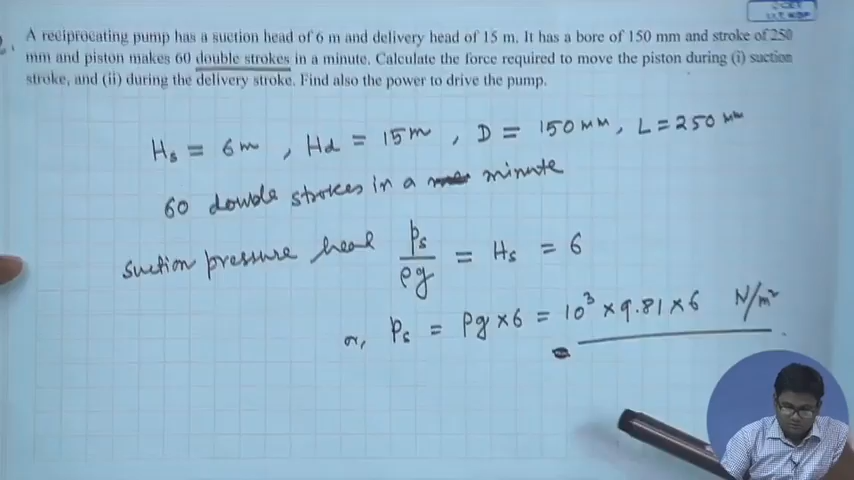 A reciprocating pump has a suction head of 6 m and delivery head of 15 m. It has a bore of 150 mm and stroke of 250
mm and piston makes 60 double strokes in a minute. Calculate the force required to move the piston during (i) suction
stroke, and (ii) during the delivery stroke. Find also the power to drive the pump.
Hs = 6m , Hd = 15m , D = 150 mm, L = 250 mm
60 double strokes in a minute
suction pressure head ps/ρg = Hs = 6
or, ps = ρg × 6 = 10³ × 9.81 × 6 N/m²